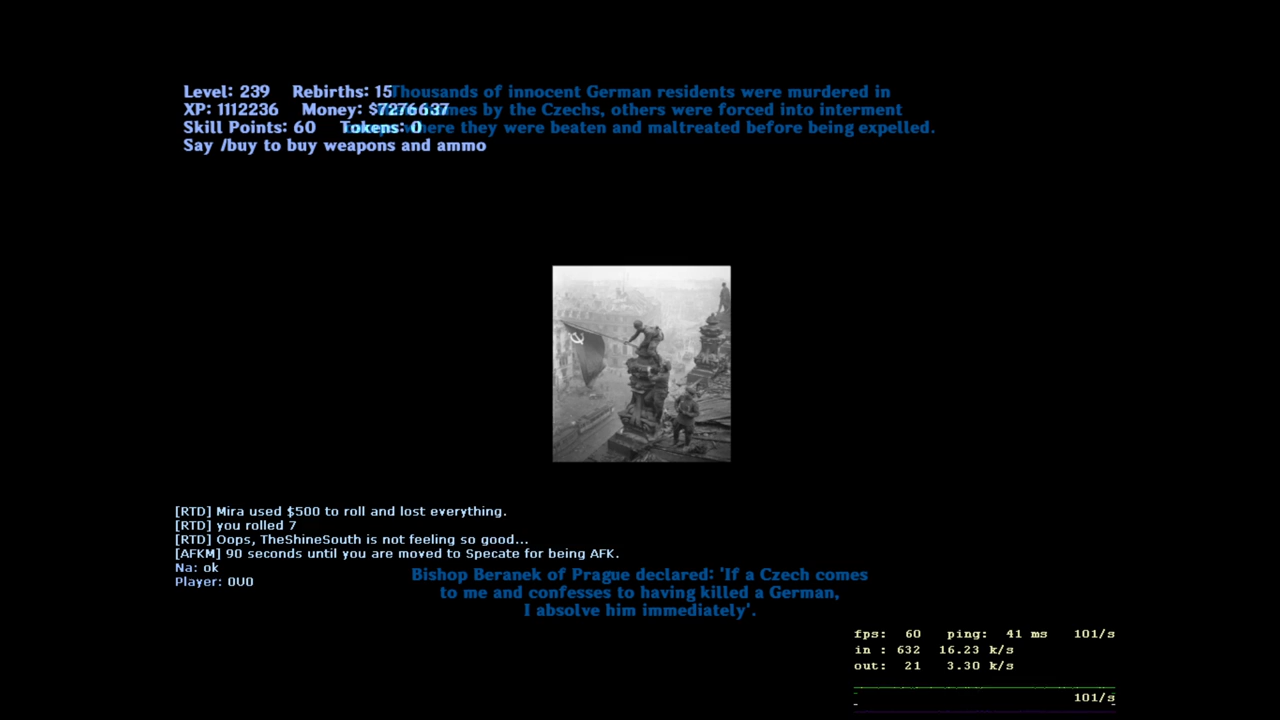 Level: 239 Rebirths: 15
XP: 1112236 Money: $7276637
Skill Points: 60 Tokens: 0
Say /buy to buy weapons and ammo
Thousands of innocent German residents were murdered in
by the Czechs, others were forced into interment
where they were beaten and maltreated before being expelled.
[RTD] Mira used $500 to roll and lost everything.
[RTD] you rolled 7
[RTD] Oops, TheShineSouth is not feeling so good...
[AFKM] 90 seconds until you are moved to Specate for being AFK.
Na: ok
Player: 0U0
Bishop Beranek of Prague declared: 'If a Czech comes
to me and confesses to having killed a German,
I absolve him immediately'.
fps: 60 ping: 41 ms 101/s
in : 632 16.23 k/s
out: 21 3.30 k/s
101/s